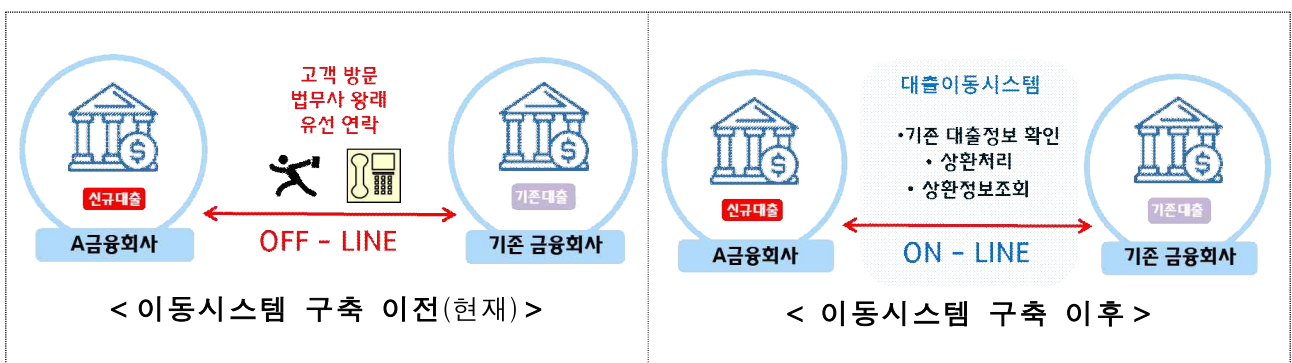 고객 방문
법무사 왕래
유선 연락
$
$
신규대출
기존대출
OFF - LINE
A금융회사
기존 금융회사
< 이동시스템 구축 이전(현재) >
대출이동시스템
•기존 대출정보 확인
• 상환처리
• 상환정보조회
$
$
신규대출
기존대출
ON - LINE
A금융회사
기존 금융회사
< 이동시스템 구축 이후 >